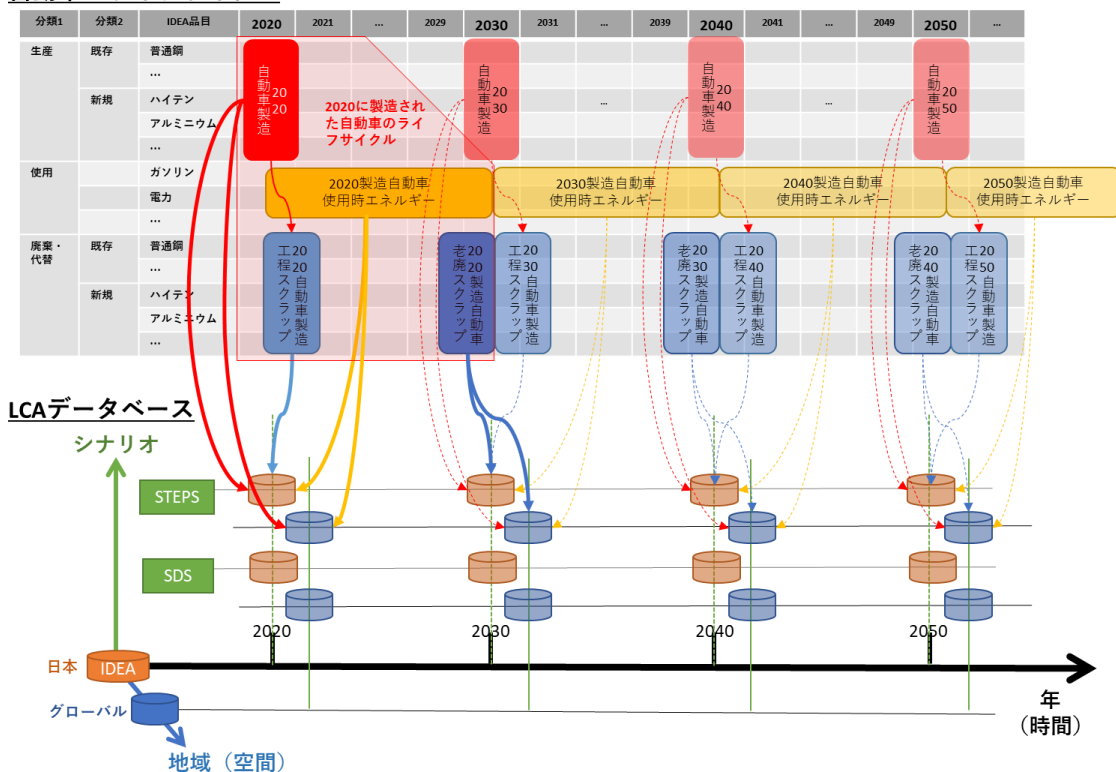 分類1 分類2 IDEA品目 2020 2021 ... 2029 2030 2031 ... 2039 2040 2041 ... 2049 2050 ...
生産 既存 普通鋼
...
新規 ハイテン
アルミニウム
...
自動車製造 2020
2020に製造され
た自動車のライ
フサイクル
自動車製造 2030
...
自動車製造 2040
...
自動車製造 2050
使用 ガソリン
電力
...
2020製造自動車
使用時エネルギー
2030製造自動車
使用時エネルギー
2040製造自動車
使用時エネルギー
2050製造自動車
使用時エネルギー
廃棄・
代替
既存 普通鋼
...
新規 ハイテン
アルミニウム
...
2020自動車製造
工程スクラップ
2020製造自動車
老廃スクラップ
2030自動車製造
工程スクラップ
2030製造自動車
老廃スクラップ
2040自動車製造
工程スクラップ
2040製造自動車
老廃スクラップ
2050自動車製造
工程スクラップ
LCAデータベース
シナリオ
STEPS
SDS
2020 2030 2040 2050
日本 IDEA
グローバル
年
（時間）
地域（空間）